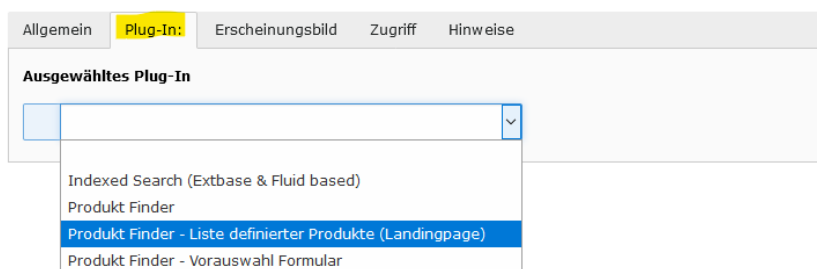 Allgemein Plug-In: Erscheinungsbild Zugriff Hinweise
Ausgewähltes Plug-In
Indexed Search (Extbase & Fluid based)
Produkt Finder
Produkt Finder - Liste definierter Produkte (Landingpage)
Produkt Finder - Vorauswahl Formular